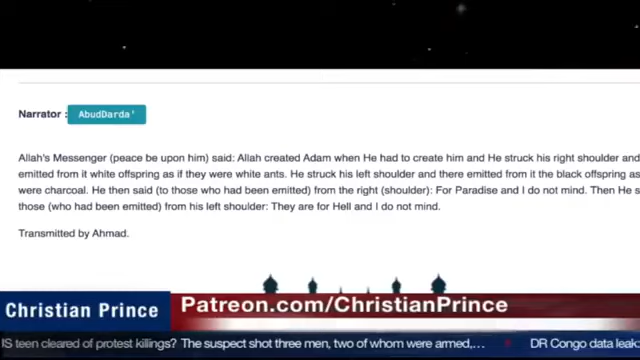 Narrator : AbudDarda'
Allah's Messenger (peace be upon him) said: Allah created Adam when He had to create him and He struck his right shoulder and
emitted from it white offspring as if they were white ants. He struck his left shoulder and there emitted from it the black offspring as
were charcoal. He then said (to those who had been emitted) from the right (shoulder): For Paradise and I do not mind. Then He s
those (who had been emitted) from his left shoulder: They are for Hell and I do not mind.
Transmitted by Ahmad.
Christian Prince
Patreon.com/ChristianPrince
IS teen cleared of protest killings? The suspect shot three men, two of whom were armed,…
DR Congo data leak: